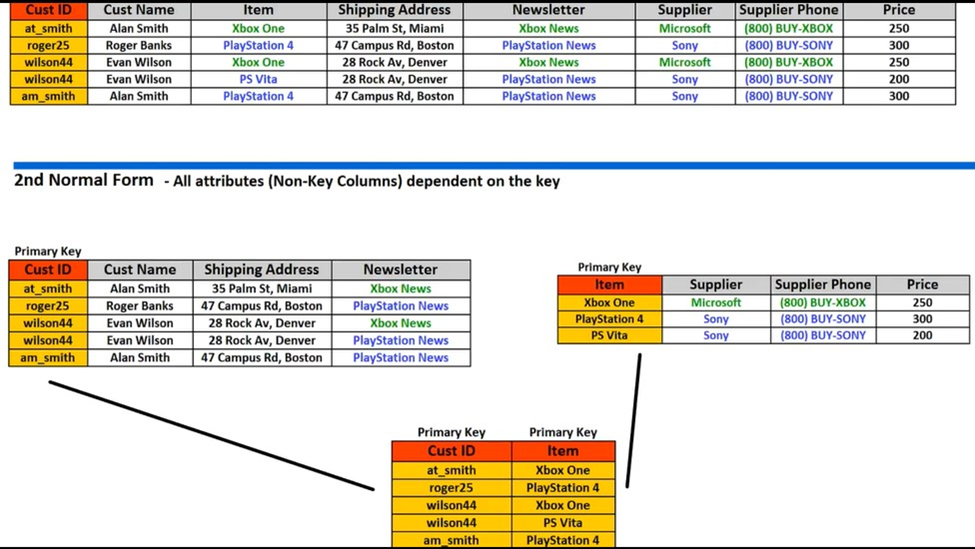 Cust ID Cust Name Item Shipping Address Newsletter Supplier Supplier Phone Price
at_smith Alan Smith Xbox One 35 Palm St, Miami Xbox News Microsoft (800) BUY-XBOX 250
roger25 Roger Banks PlayStation 4 47 Campus Rd, Boston PlayStation News Sony (800) BUY-SONY 300
wilson44 Evan Wilson Xbox One 28 Rock Av, Denver Xbox News Microsoft (800) BUY-XBOX 250
wilson44 Evan Wilson PS Vita 28 Rock Av, Denver PlayStation News Sony (800) BUY-SONY 200
am_smith Alan Smith PlayStation 4 47 Campus Rd, Boston PlayStation News Sony (800) BUY-SONY 300
2nd Normal Form - All attributes (Non-Key Columns) dependent on the key
Primary Key
Cust ID Cust Name Shipping Address Newsletter
at_smith Alan Smith 35 Palm St, Miami Xbox News
roger25 Roger Banks 47 Campus Rd, Boston PlayStation News
wilson44 Evan Wilson 28 Rock Av, Denver Xbox News
wilson44 Evan Wilson 28 Rock Av, Denver PlayStation News
am_smith Alan Smith 47 Campus Rd, Boston PlayStation News
Primary Key
Item Supplier Supplier Phone Price
Xbox One Microsoft (800) BUY-XBOX 250
PlayStation 4 Sony (800) BUY-SONY 300
PS Vita Sony (800) BUY-SONY 200
Primary Key Primary Key
Cust ID Item
at_smith Xbox One
roger25 PlayStation 4
wilson44 Xbox One
wilson44 PS Vita
am_smith PlayStation 4